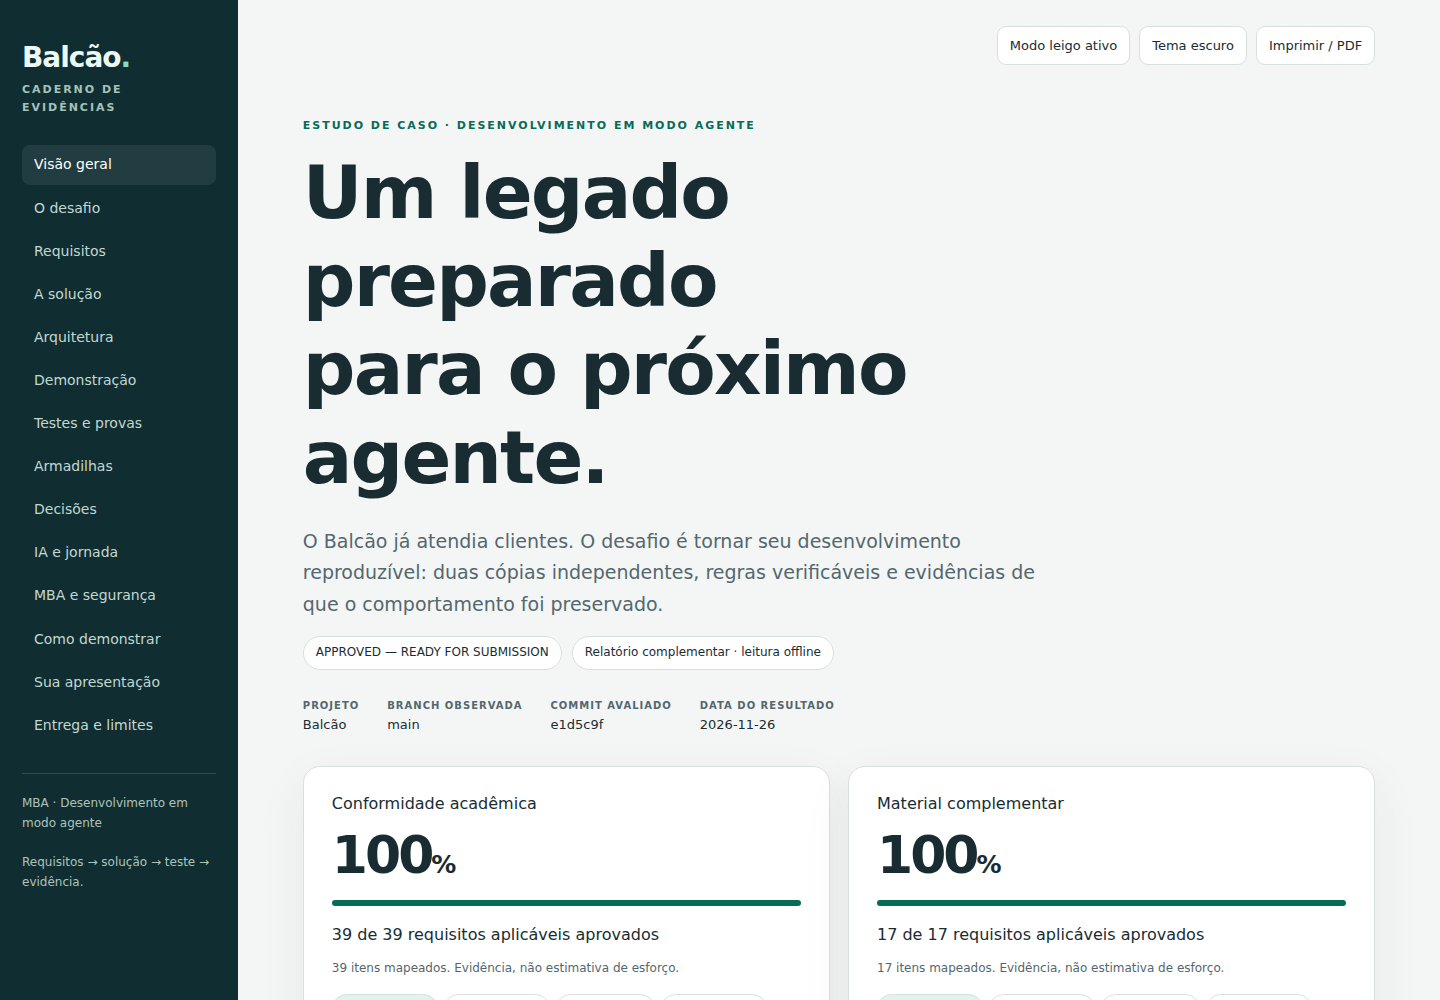 Balcão.
CADERNO DE
EVIDÊNCIAS
Visão geral
O desafio
Requisitos
A solução
Arquitetura
Demonstração
Testes e provas
Armadilhas
Decisões
IA e jornada
MBA e segurança
Como demonstrar
Sua apresentação
Entrega e limites
MBA · Desenvolvimento em
modo agente
Requisitos → solução → teste →
evidência.
Modo leigo ativo
Tema escuro
Imprimir / PDF
ESTUDO DE CASO · DESENVOLVIMENTO EM MODO AGENTE
Um legado
preparado
para o próximo
agente.
O Balcão já atendia clientes. O desafio é tornar seu desenvolvimento
reproduzível: duas cópias independentes, regras verificáveis e evidências de
que o comportamento foi preservado.
APPROVED — READY FOR SUBMISSION
Relatório complementar · leitura offline
PROJETO
Balcão
BRANCH OBSERVADA
main
COMMIT AVALIADO
e1d5c9f
DATA DO RESULTADO
2026-11-26
Conformidade acadêmica
100%
39 de 39 requisitos aplicáveis aprovados
39 itens mapeados. Evidência, não estimativa de esforço.
Material complementar
100%
17 de 17 requisitos aplicáveis aprovados
17 itens mapeados. Evidência, não estimativa de esforço.